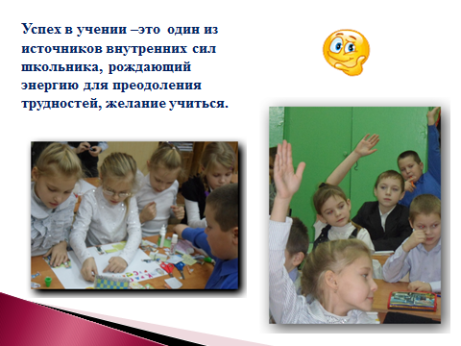 Успех в учении –это  один из
источников внутренних сил
школьника, рождающий
энергию для преодоления
трудностей, желание учиться.